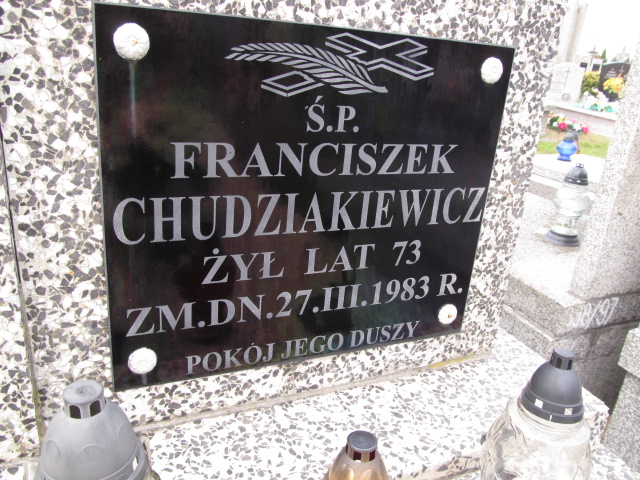 Ś.P.
FRANCISZEK
CHUDZIAKIEWICZ
ŻYŁ LAT 73
ZM.DN.27.III.1983 R.
POKÓJ JEGO DUSZY